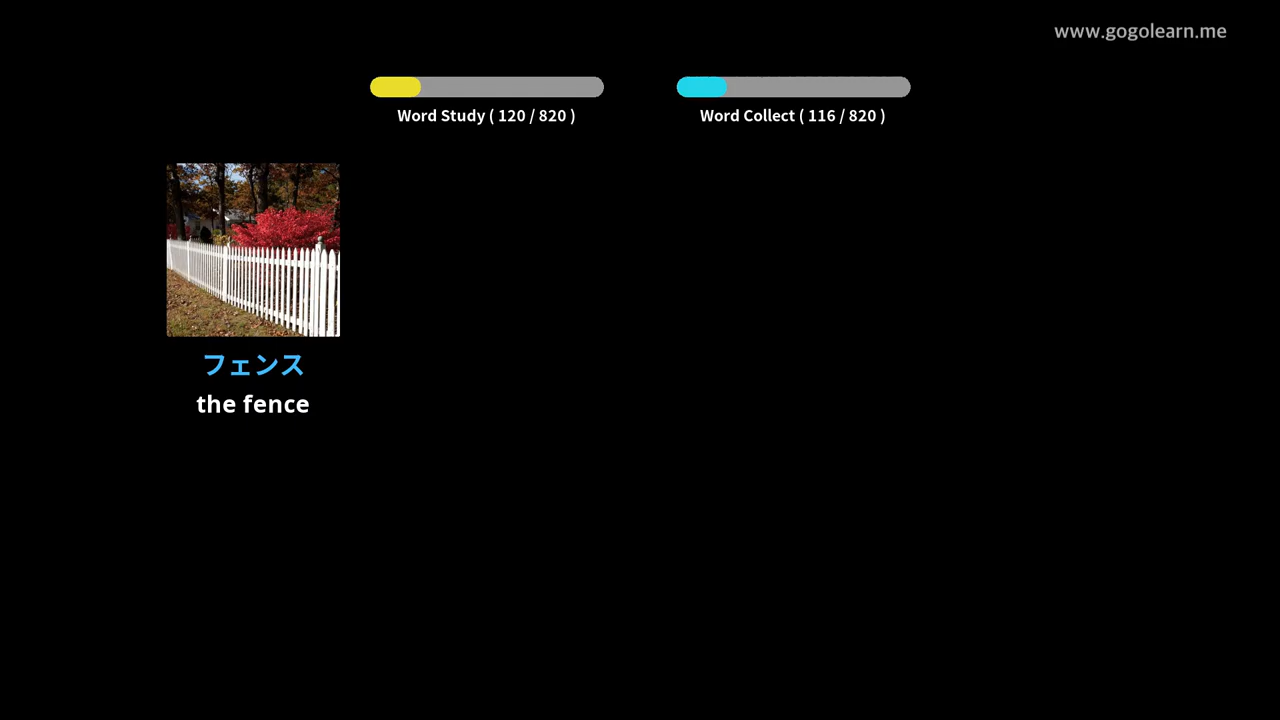 www.gogolearn.me
Word Study ( 120 / 820 )
Word Collect ( 116 / 820 )
フェンス
the fence